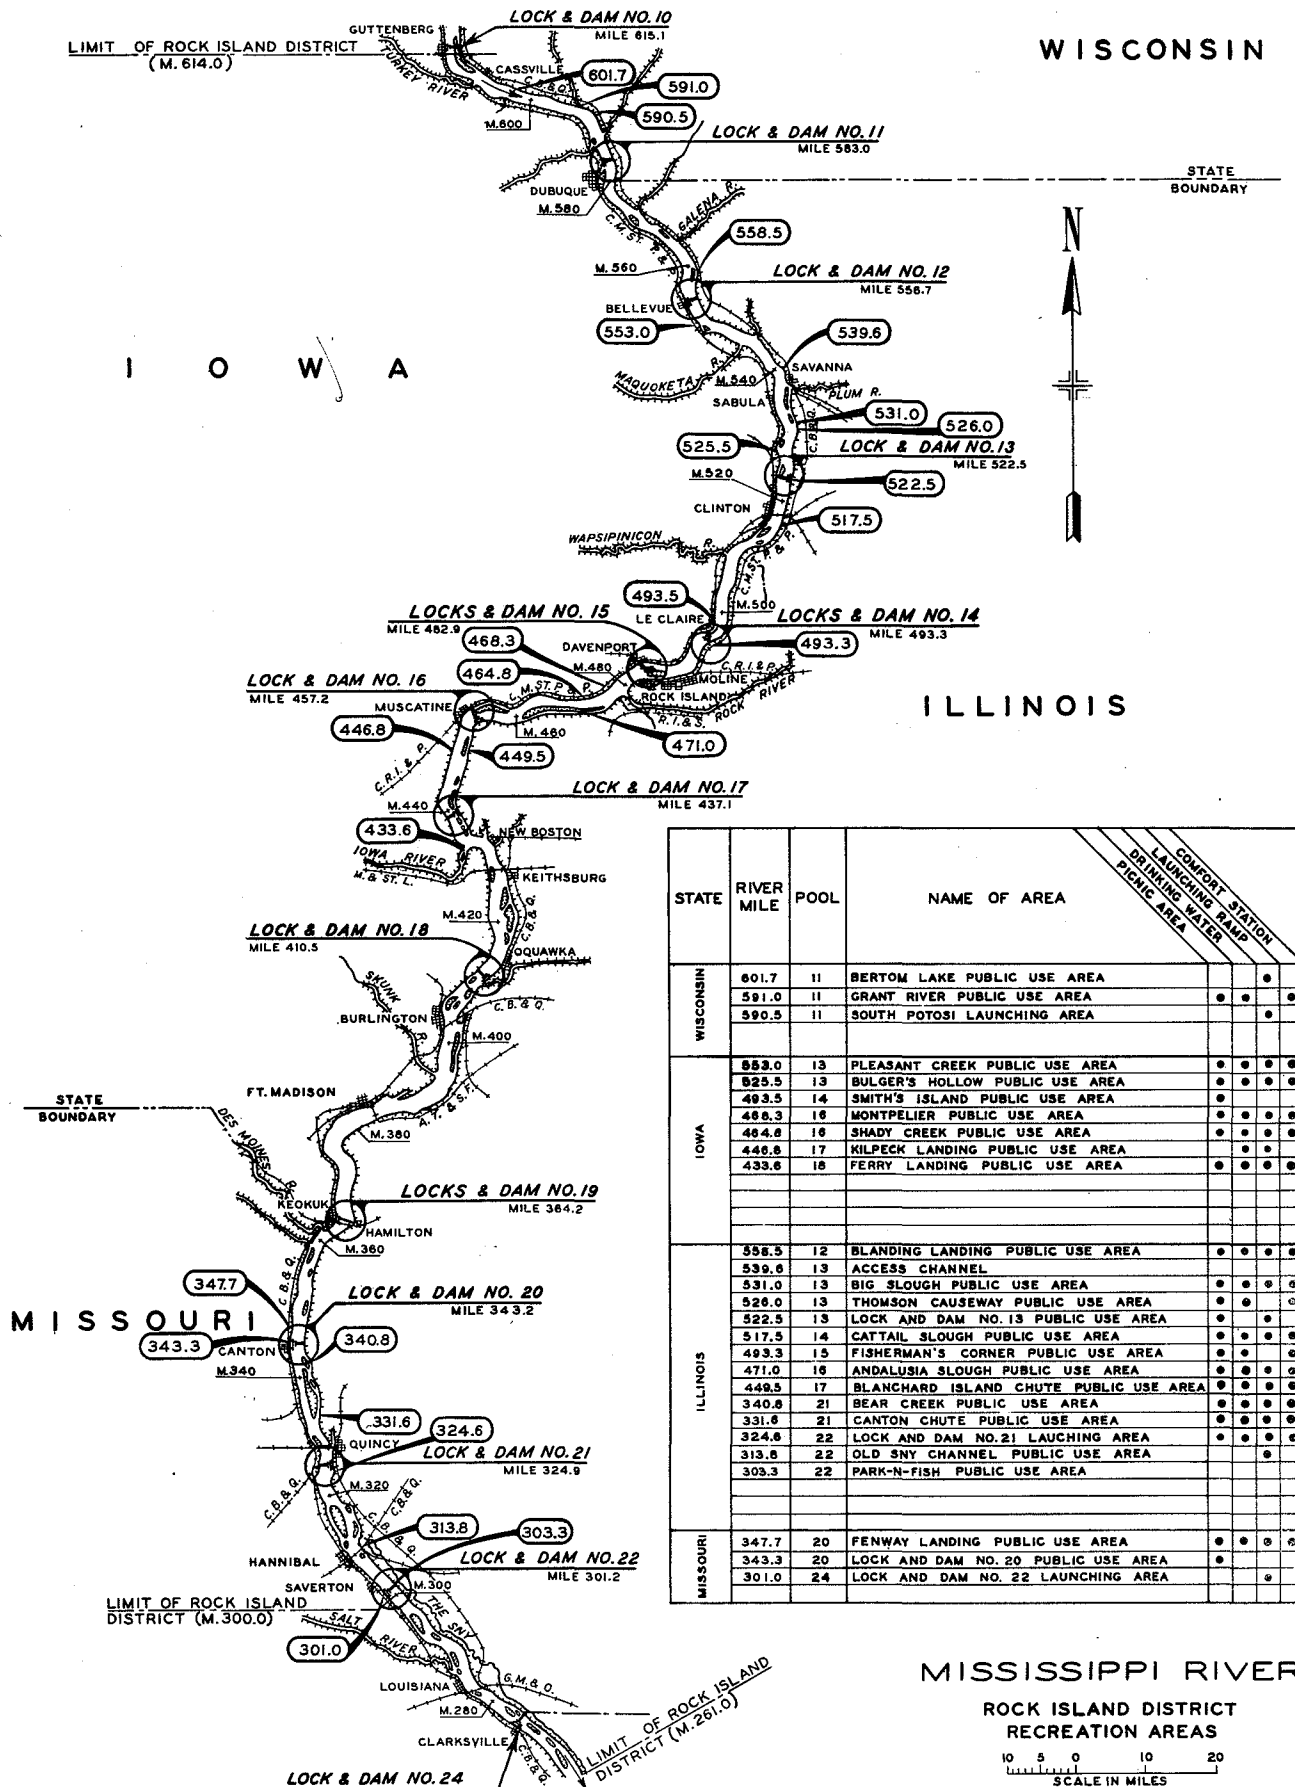 GUTTENBERG
LOCK & DAM NO. 10
MILE 615.1
LIMIT OF ROCK ISLAND DISTRICT
(M. 614.0)
WISCONSIN
TURKEY RIVER
CASSVILLE
C. B. & Q.
601.7
591.0
590.5
M.600
LOCK & DAM NO. 11
MILE 583.0
STATE
BOUNDARY
DUBUQUE
M.580
GALENA R.
C. M. ST. P. & P.
558.5
N
M. 560
LOCK & DAM NO. 12
MILE 556.7
BELLEVUE
553.0
539.6
IOWA
SAVANNA
MAQUOKETA R.
M.540
SABULA
PLUM R.
531.0
526.0
C.B.&Q.
525.5
LOCK & DAM NO. 13
MILE 522.5
M.520
522.5
CLINTON
517.5
WAPSIPINICON R.
C.M.ST. P. & P.
493.5
M.500
LE CLAIRE
LOCKS & DAM NO. 15
MILE 482.9
LOCKS & DAM NO. 14
MILE 493.3
468.3
DAVENPORT
493.3
M.480
464.8
C.R.I.& P.
MOLINE
LOCK & DAM NO. 16
MILE 457.2
C.M.ST. P & P.
ROCK ISLAND
ROCK RIVER
R.I.& S.
ILLINOIS
MUSCATINE
446.8
M.460
471.0
449.5
C.R.I. & P.
LOCK & DAM NO. 17
MILE 437.1
M.440
433.6
NEW BOSTON
IOWA RIVER
M. & ST. L.
KEITHSBURG
M.420
C.B.& Q.
LOCK & DAM NO. 18
MILE 410.5
OQUAWKA
SKUNK R.
C. B. & Q.
BURLINGTON
M.400
FT. MADISON
A. T. & S.F.
STATE
BOUNDARY
DES MOINES R.
M.380
LOCKS & DAM NO. 19
MILE 364.2
KEOKUK
HAMILTON
M.360
C. B. & Q.
347.7
LOCK & DAM NO. 20
MILE 343.2
MISSOURI
343.3
CANTON
340.8
M.340
331.6
324.6
QUINCY
LOCK & DAM NO. 21
MILE 324.9
M.320
C.B.& Q.
C.B.& Q.
C. B. & Q.
313.8
303.3
HANNIBAL
LOCK & DAM NO. 22
MILE 301.2
SAVERTON
M.300
LIMIT OF ROCK ISLAND
DISTRICT (M.300.0)
THE SNY
SALT RIVER
301.0
LOUISIANA
G.M.& O.
M.280
CLARKSVILLE
C.B.& Q.
LIMIT OF ROCK ISLAND
DISTRICT (M.261.0)
LOCK & DAM NO. 24
STATE RIVER MILE POOL NAME OF AREA PICNIC AREA DRINKING WATER LAUNCHING RAMP COMFORT STATION
WISCONSIN
601.7 11 BERTOM LAKE PUBLIC USE AREA
591.0 11 GRANT RIVER PUBLIC USE AREA
590.5 11 SOUTH POTOSI LAUNCHING AREA
IOWA
553.0 13 PLEASANT CREEK PUBLIC USE AREA
525.5 13 BULGER'S HOLLOW PUBLIC USE AREA
493.5 14 SMITH'S ISLAND PUBLIC USE AREA
468.3 16 MONTPELIER PUBLIC USE AREA
464.8 16 SHADY CREEK PUBLIC USE AREA
446.8 17 KILPECK LANDING PUBLIC USE AREA
433.6 18 FERRY LANDING PUBLIC USE AREA
ILLINOIS
558.5 12 BLANDING LANDING PUBLIC USE AREA
539.6 13 ACCESS CHANNEL
531.0 13 BIG SLOUGH PUBLIC USE AREA
526.0 13 THOMSON CAUSEWAY PUBLIC USE AREA
522.5 13 LOCK AND DAM NO. 13 PUBLIC USE AREA
517.5 14 CATTAIL SLOUGH PUBLIC USE AREA
493.3 15 FISHERMAN'S CORNER PUBLIC USE AREA
471.0 16 ANDALUSIA SLOUGH PUBLIC USE AREA
449.5 17 BLANCHARD ISLAND CHUTE PUBLIC USE AREA
340.8 21 BEAR CREEK PUBLIC USE AREA
331.6 21 CANTON CHUTE PUBLIC USE AREA
324.6 22 LOCK AND DAM NO.21 LAUCHING AREA
313.8 22 OLD SNY CHANNEL PUBLIC USE AREA
303.3 22 PARK-N-FISH PUBLIC USE AREA
MISSOURI
347.7 20 FENWAY LANDING PUBLIC USE AREA
343.3 20 LOCK AND DAM NO. 20 PUBLIC USE AREA
301.0 24 LOCK AND DAM NO. 22 LAUNCHING AREA
MISSISSIPPI RIVER
ROCK ISLAND DISTRICT
RECREATION AREAS
10 5 0 10 20
SCALE IN MILES